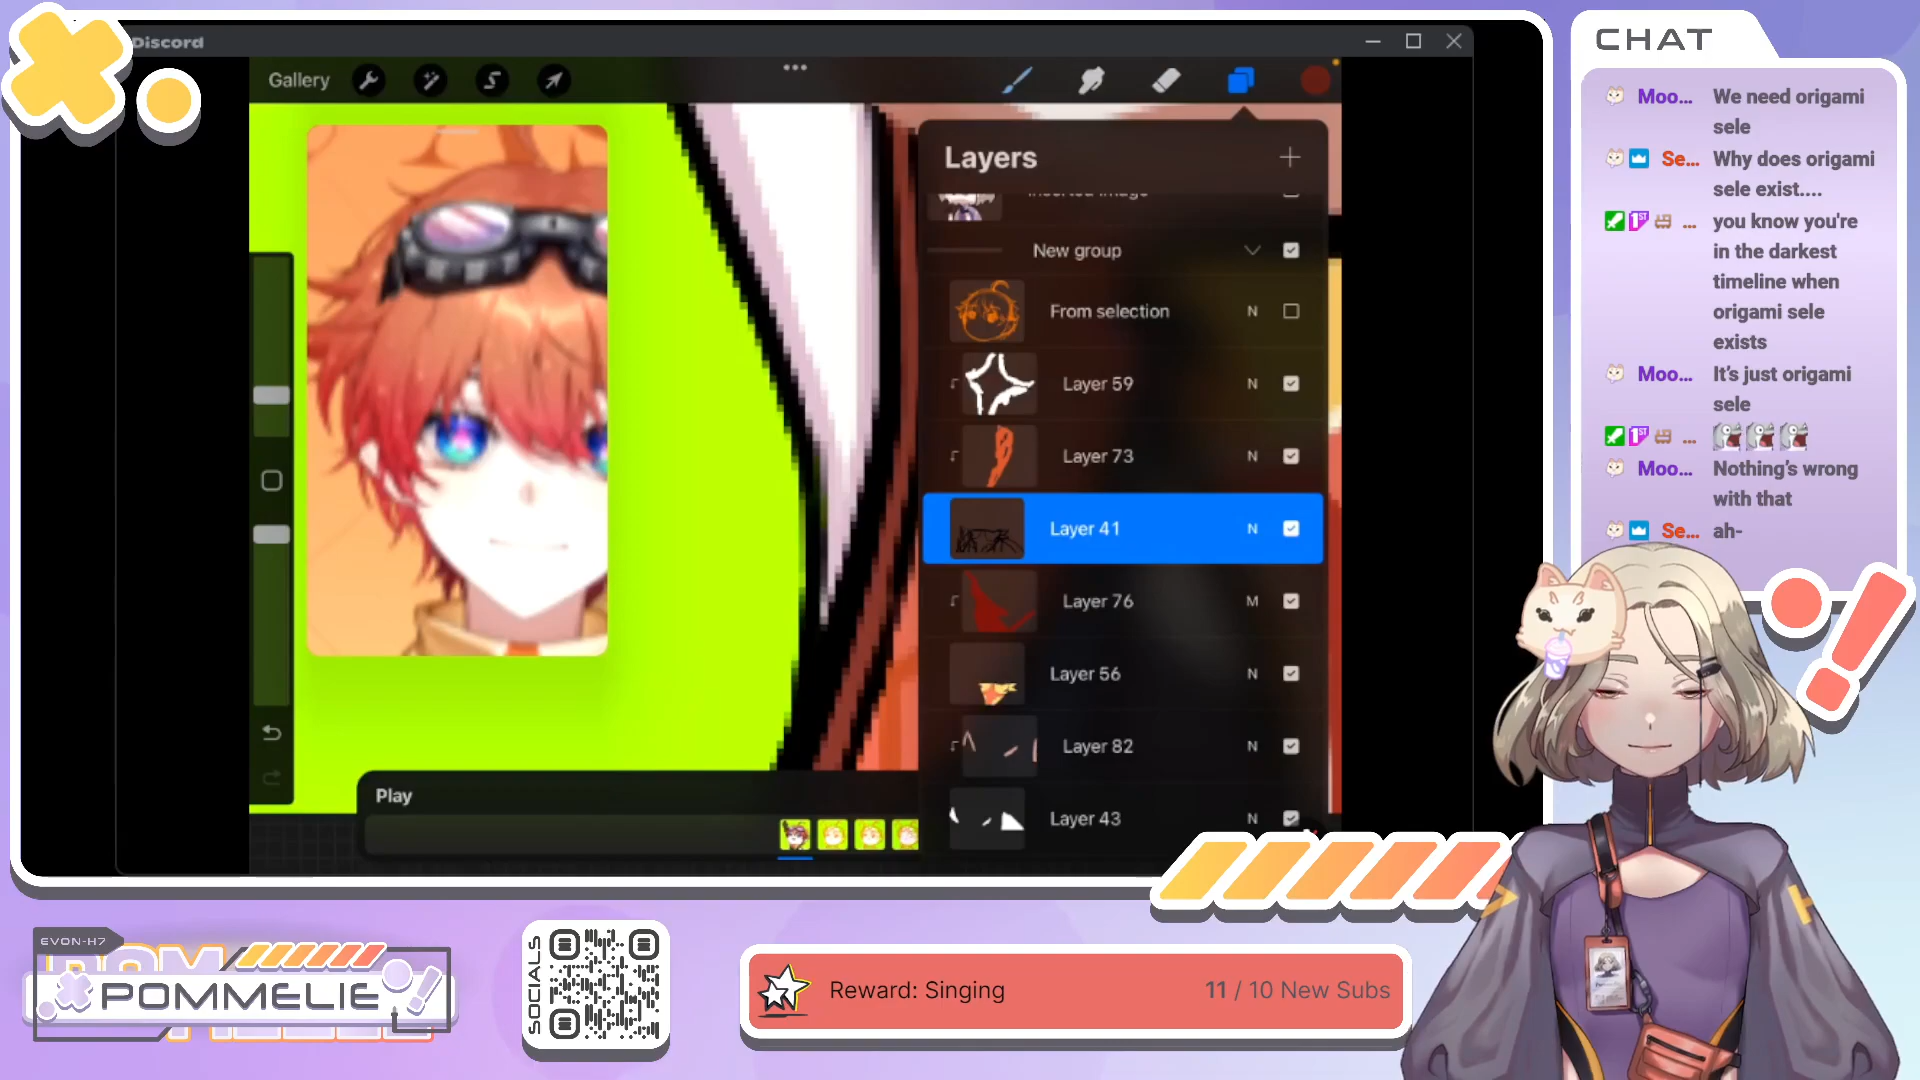 Discord
Gallery
Layers
Inserted Image
New group
From selection N
Layer 59 N
Layer 73 N
Layer 41 N
Layer 76 M
Layer 56 N
Layer 82 N
Layer 43 N
Play
CHAT
Moo... We need origami
sele
Se... Why does origami
sele exist....
... you know you're
in the darkest
timeline when
origami sele
exists
Moo... It's just origami
sele
...
Moo... Nothing's wrong
with that
Se... ah-
EVON-H7
POMMELIE
SOCIALS
Reward: Singing 11 / 10 New Subs